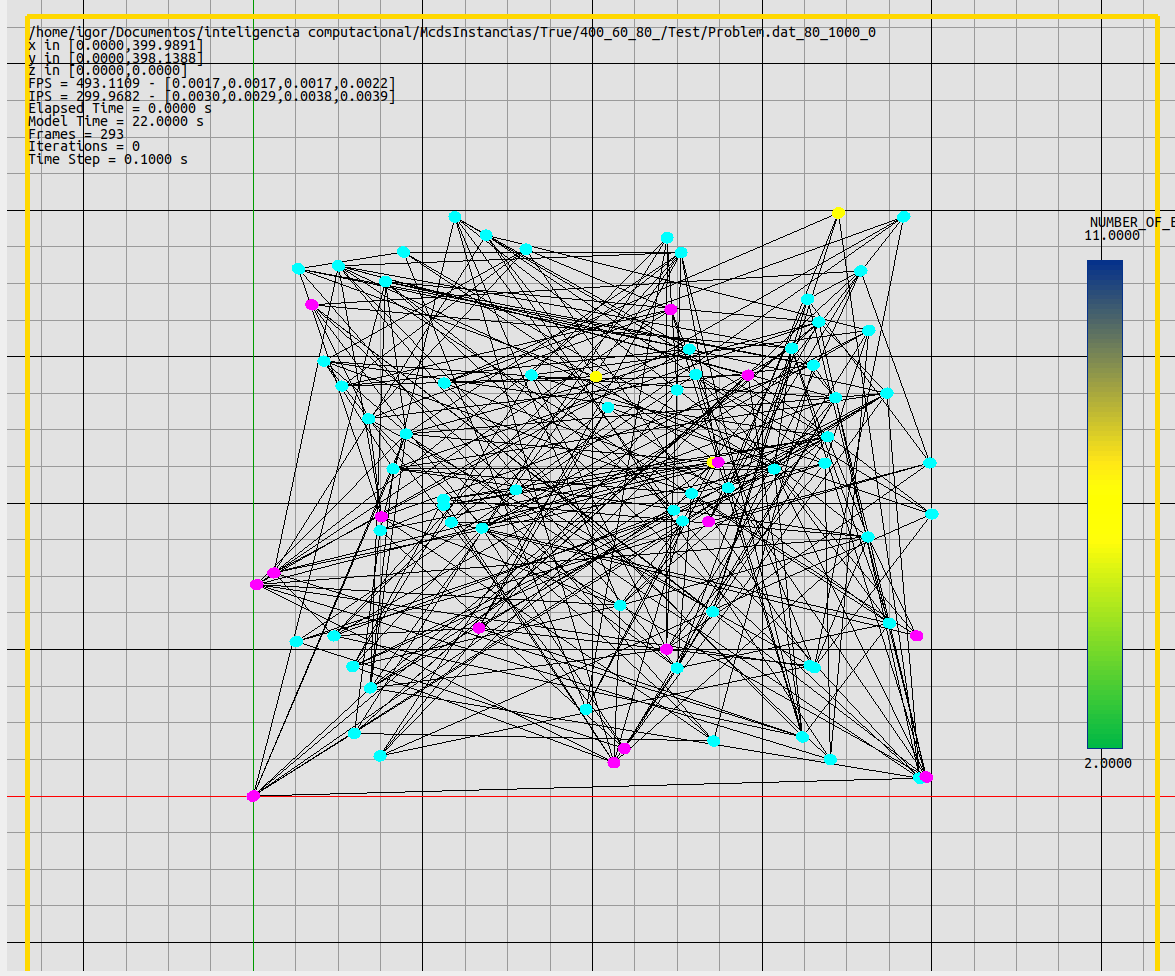 /home/igor/Documentos/inteligencia computacional/McdsInstancias/True/400_60_80_/Test/Problem.dat_80_1000_0
x in [0.0000,399.9891]
y in [0.0000,398.1388]
z in [0.0000,0.0000]
FPS = 493.1109 - [0.0017,0.0017,0.0017,0.0022]
IPS = 299.9682 - [0.0030,0.0029,0.0038,0.0039]
Elapsed Time = 0.0000 s
Model Time = 22.0000 s
Frames = 293
Iterations = 0
Time Step = 0.1000 s
NUMBER_OF_E
11.0000
2.0000